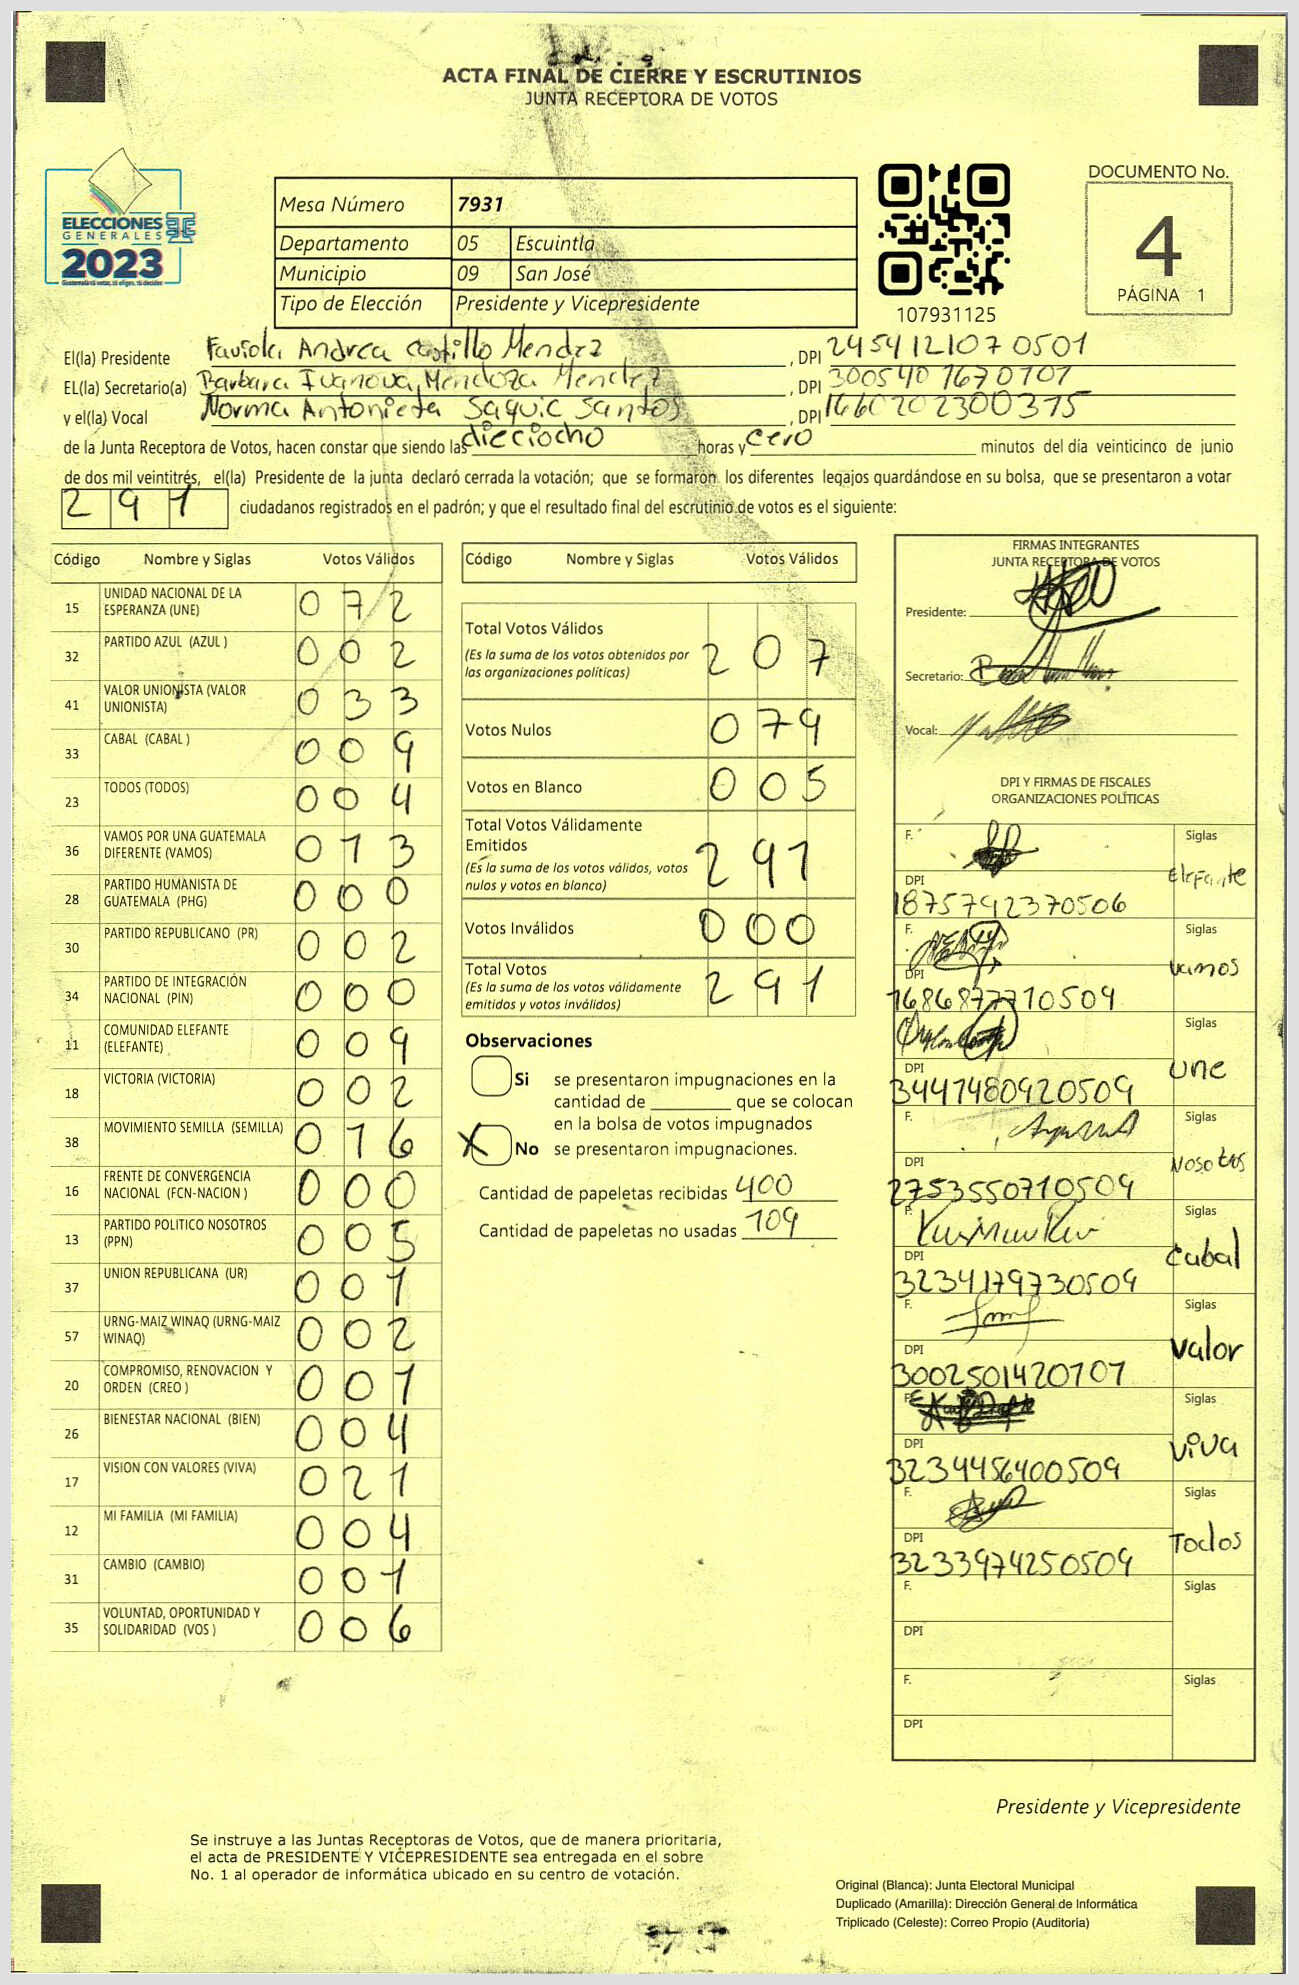 ACTA FINAL DE CIERRE Y ESCRUTINIOS
JUNTA RECEPTORA DE VOTOS
ELECCIONES
GENERALES
2023
Mesa Número 7931
Departamento 05 Escuintla
Municipio 09 San José
Tipo de Elección Presidente y Vicepresidente
107931125
DOCUMENTO No.
4
PÁGINA 1
El(la) Presidente Faviola Andrea Castillo Mendez, DPI 2454121070501
EL(la) Secretario(a) Barbara Ivanova Mendoza Mendez, DPI 3005401670101
y el(la) Vocal Norma Antonieta Saquic Santos, DPI 1660202300375
de la Junta Receptora de Votos, hacen constar que siendo las dieciocho horas y cero minutos del día veinticinco de junio
de dos mil veintitrés, el(la) Presidente de la junta declaró cerrada la votación; que se formaron los diferentes legajos guardándose en su bolsa, que se presentaron a votar
291 ciudadanos registrados en el padrón; y que el resultado final del escrutinio de votos es el siguiente:
Código Nombre y Siglas Votos Válidos
15 UNIDAD NACIONAL DE LA ESPERANZA (UNE) 072
32 PARTIDO AZUL (AZUL ) 002
41 VALOR UNIONISTA (VALOR UNIONISTA) 033
33 CABAL (CABAL ) 009
23 TODOS (TODOS) 004
36 VAMOS POR UNA GUATEMALA DIFERENTE (VAMOS) 013
28 PARTIDO HUMANISTA DE GUATEMALA (PHG) 000
30 PARTIDO REPUBLICANO (PR) 002
34 PARTIDO DE INTEGRACIÓN NACIONAL (PIN) 000
11 COMUNIDAD ELEFANTE (ELEFANTE) 009
18 VICTORIA (VICTORIA) 002
38 MOVIMIENTO SEMILLA (SEMILLA) 016
16 FRENTE DE CONVERGENCIA NACIONAL (FCN-NACION ) 000
13 PARTIDO POLITICO NOSOTROS (PPN) 005
37 UNION REPUBLICANA (UR) 001
57 URNG-MAIZ WINAQ (URNG-MAIZ WINAQ) 002
20 COMPROMISO, RENOVACION Y ORDEN (CREO ) 001
26 BIENESTAR NACIONAL (BIEN) 004
17 VISION CON VALORES (VIVA) 021
12 MI FAMILIA (MI FAMILIA) 004
31 CAMBIO (CAMBIO) 001
35 VOLUNTAD, OPORTUNIDAD Y SOLIDARIDAD (VOS ) 006
Código Nombre y Siglas Votos Válidos
Total Votos Válidos 207
(Es la suma de los votos obtenidos por
las organizaciones políticas)
Votos Nulos 079
Votos en Blanco 005
Total Votos Válidamente
Emitidos 291
(Es la suma de los votos válidos, votos
nulos y votos en blanco)
Votos Inválidos 000
Total Votos 291
(Es la suma de los votos válidamente
emitidos y votos inválidos)
Observaciones
Si se presentaron impugnaciones en la
cantidad de ________ que se colocan
en la bolsa de votos impugnados
X No se presentaron impugnaciones.
Cantidad de papeletas recibidas 400
Cantidad de papeletas no usadas 109
FIRMAS INTEGRANTES
JUNTA RECEPTORA DE VOTOS
Presidente:
Secretario:
Vocal:
DPI Y FIRMAS DE FISCALES
ORGANIZACIONES POLÍTICAS
F. Siglas
Elefante
DPI
1875792370506
F. Siglas
vamos
DPI
1686877710509
Siglas
une
DPI
3447480920509
F. Siglas
Nosotros
DPI
2753550710509
F. Siglas
cabal
DPI
3234179730509
F. Siglas
valor
DPI
3002501420707
F. Siglas
viva
DPI
3234456400509
F. Siglas
Todos
DPI
3233974250509
F. Siglas
DPI
F. Siglas
DPI
Presidente y Vicepresidente
Se instruye a las Juntas Receptoras de Votos, que de manera prioritaria,
el acta de PRESIDENTE Y VICEPRESIDENTE sea entregada en el sobre
No. 1 al operador de informática ubicado en su centro de votación.
Original (Blanca): Junta Electoral Municipal
Duplicado (Amarilla): Dirección General de Informática
Triplicado (Celeste): Correo Propio (Auditoria)